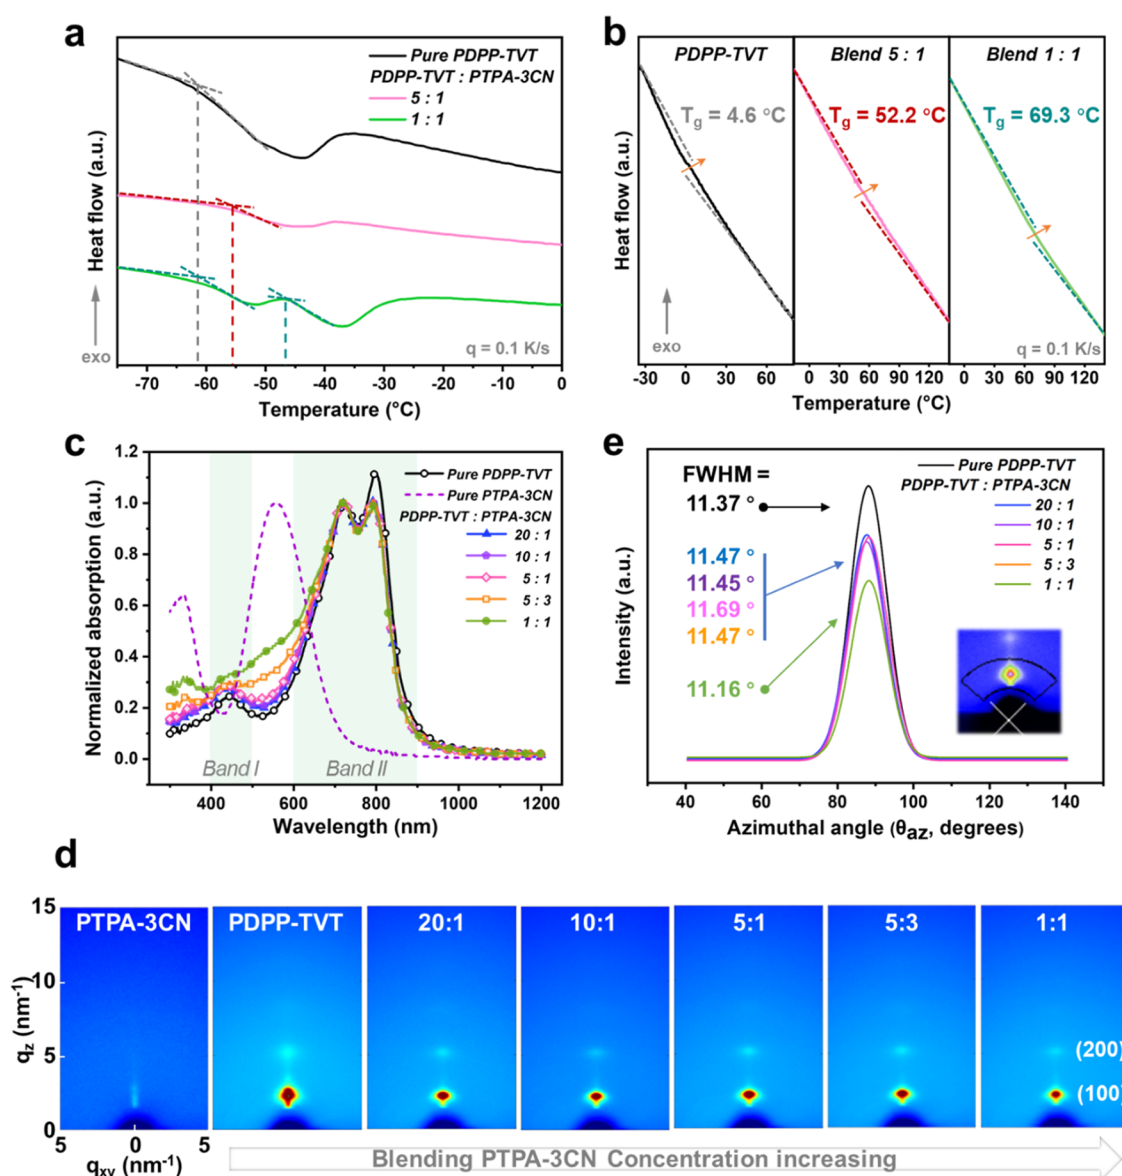 a
Pure PDPP-TVT
PDPP-TVT : PTPA-3CN
5 : 1
1 : 1
Heat flow (a.u.)
exo
q = 0.1 K/s
-70 -60 -50 -40 -30 -20 -10 0
Temperature (°C)
b
PDPP-TVT Blend 5 : 1 Blend 1 : 1
Tg = 4.6 °C Tg = 52.2 °C Tg = 69.3 °C
Heat flow (a.u.)
exo
q = 0.1 K/s
-30 0 30 60 0 30 60 90 120 0 30 60 90 120
Temperature (°C)
c
1.2
1.0
0.8
0.6
0.4
0.2
0.0
Normalized absorption (a.u.)
Pure PDPP-TVT
Pure PTPA-3CN
PDPP-TVT : PTPA-3CN
20 : 1
10 : 1
5 : 1
5 : 3
1 : 1
Band I Band II
400 600 800 1000 1200
Wavelength (nm)
e
FWHM =
11.37 °
11.47 °
11.45 °
11.69 °
11.47 °
11.16 °
Pure PDPP-TVT
PDPP-TVT : PTPA-3CN
20 : 1
10 : 1
5 : 1
5 : 3
1 : 1
Intensity (a.u.)
40 60 80 100 120 140
Azimuthal angle (θaz, degrees)
d
PTPA-3CN PDPP-TVT 20:1 10:1 5:1 5:3 1:1
15
10
5
0
qz (nm-1)
(200)
(100)
5 0 5
qxy (nm-1)
Blending PTPA-3CN Concentration increasing